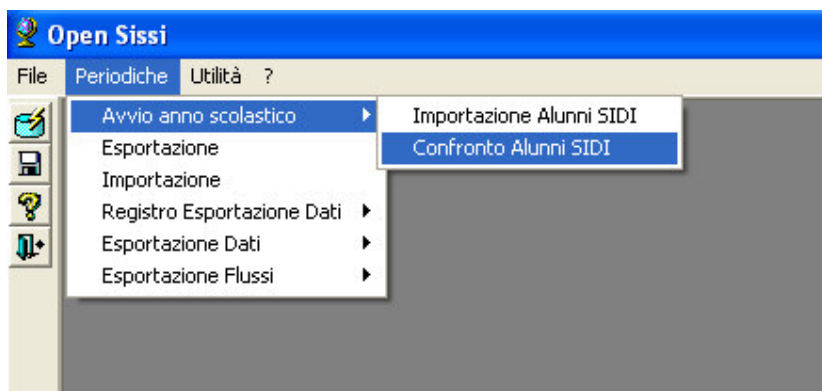 Open Sissi
File Periodiche Utilità ?
Avvio anno scolastico
Importazione Alunni SIDI
Confronto Alunni SIDI
Esportazione
Importazione
Registro Esportazione Dati
Esportazione Dati
Esportazione Flussi